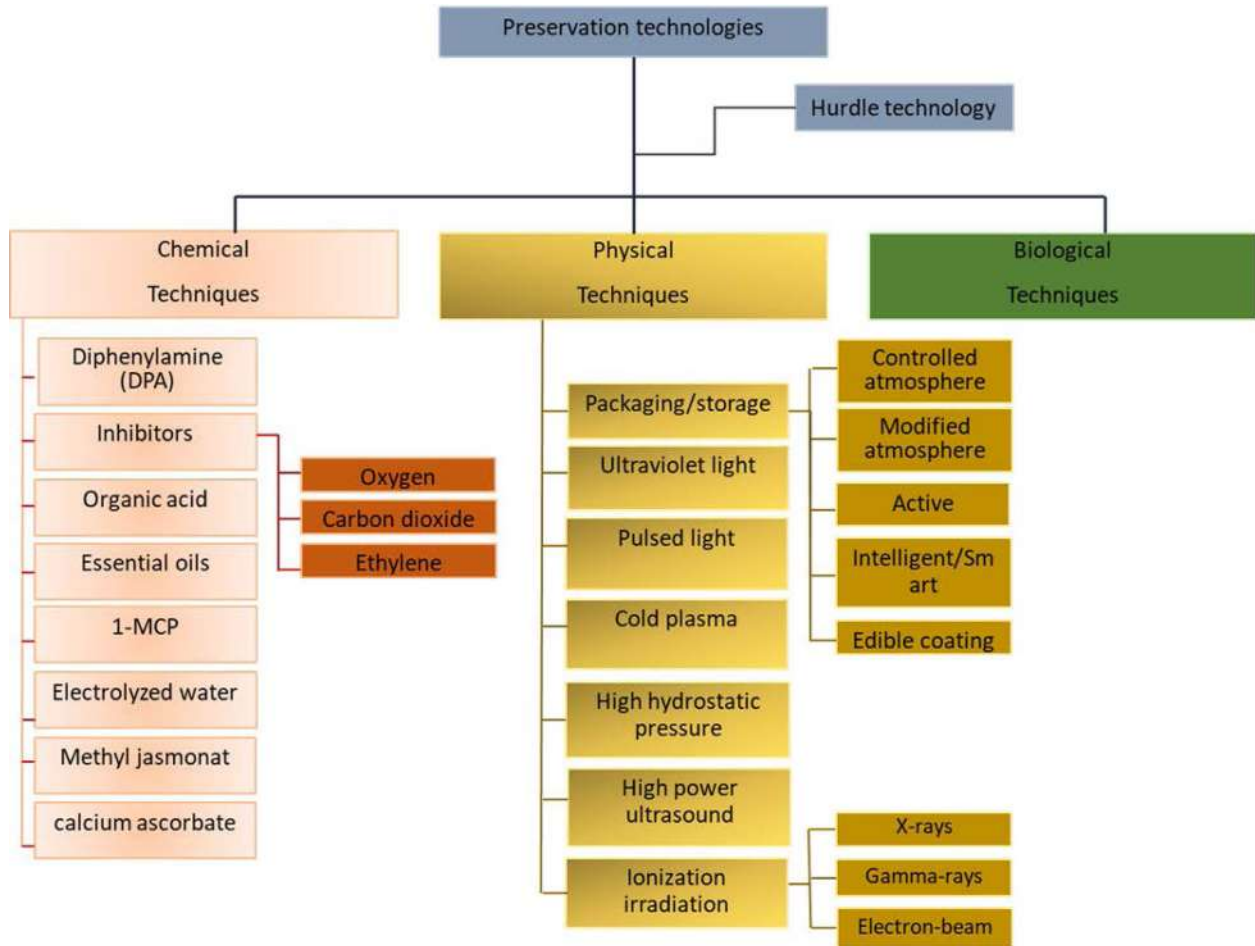 Preservation technologies
Hurdle technology
Chemical
Techniques
Physical
Techniques
Biological
Techniques
Diphenylamine
(DPA)
Inhibitors
Organic acid
Essential oils
1-MCP
Electrolyzed water
Methyl jasmonat
calcium ascorbate
Oxygen
Carbon dioxide
Ethylene
Packaging/storage
Ultraviolet light
Pulsed light
Cold plasma
High hydrostatic
pressure
High power
ultrasound
Ionization
irradiation
Controlled
atmosphere
Modified
atmosphere
Active
Intelligent/Sm
art
Edible coating
X-rays
Gamma-rays
Electron-beam